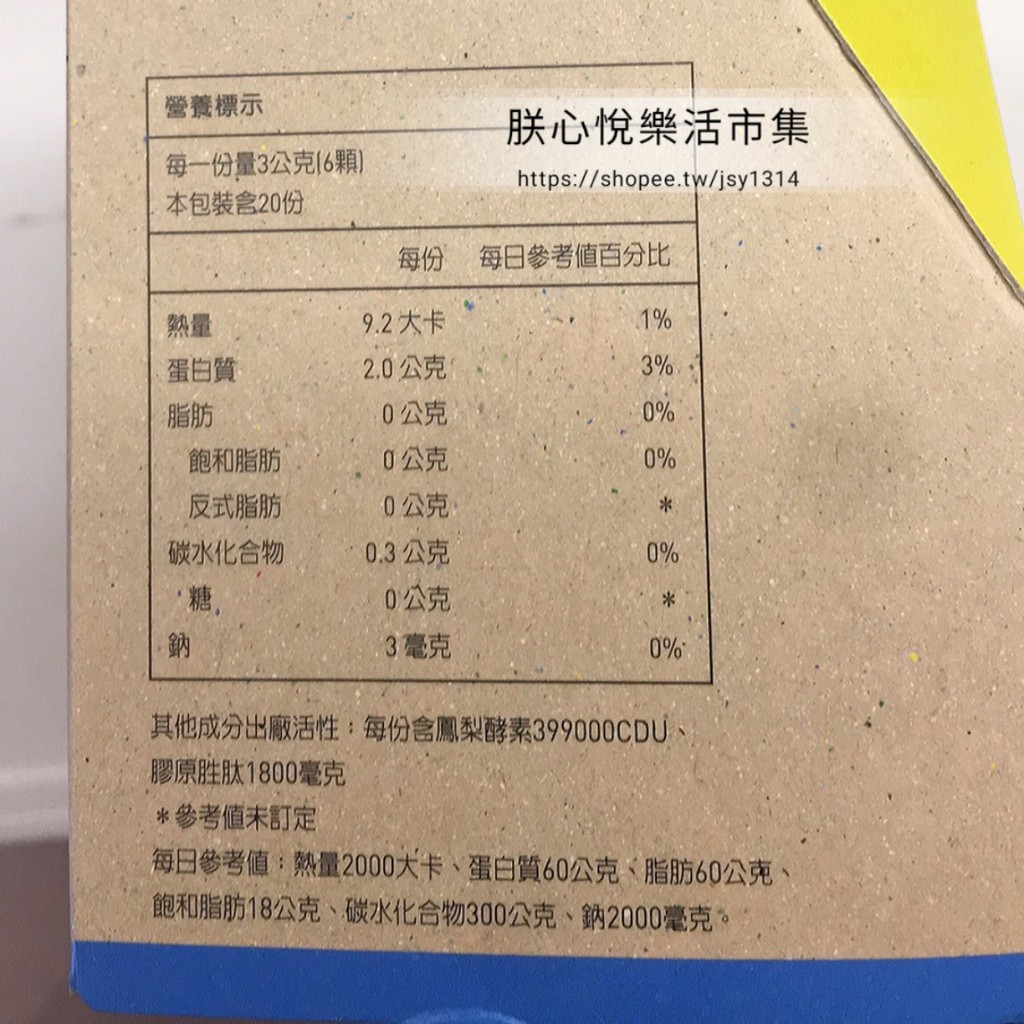 營養標示
朕心悅樂活市集
https://shopee.tw/jsy1314
每一份量3公克(6顆)
本包裝含20份
每份 每日參考值百分比
熱量 9.2 大卡 1%
蛋白質 2.0 公克 3%
脂肪 0 公克 0%
飽和脂肪 0 公克 0%
反式脂肪 0 公克 *
碳水化合物 0.3 公克 0%
糖 0 公克 *
鈉 3 毫克 0%
其他成分出廠活性：每份含鳳梨酵素399000CDU、
膠原胜肽1800毫克
*參考值未訂定
每日參考值：熱量2000大卡、蛋白質60公克、脂肪60公克、
飽和脂肪18公克、碳水化合物300公克、鈉2000毫克。